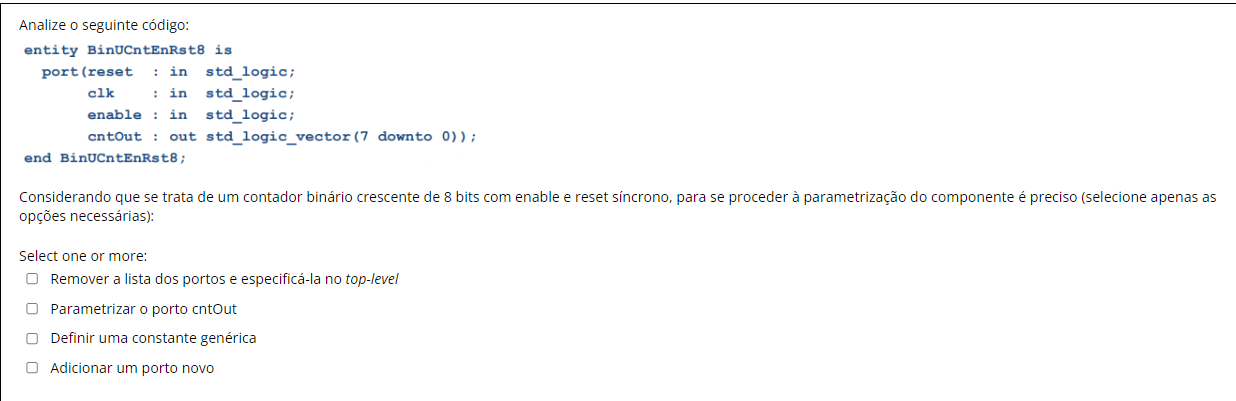 Analize o seguinte código:
entity BinUCntEnRst8 is
port(reset : in std_logic;
clk : in std_logic;
enable : in std_logic;
cntOut : out std_logic_vector(7 downto 0));
end BinUCntEnRst8;
Considerando que se trata de um contador binário crescente de 8 bits com enable e reset síncrono, para se proceder à parametrização do componente é preciso (selecione apenas as
opções necessárias):
Select one or more:
Remover a lista dos portos e especificá-la no top-level
Parametrizar o porto cntOut
Definir uma constante genérica
Adicionar um porto novo